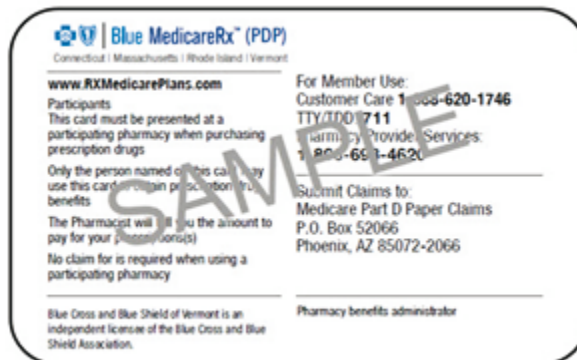 Blue MedicareRx™ (PDP)
Connecticut | Massachusetts | Rhode Island | Vermont
www.RXMedicarePlans.com
Participants
This card must be presented at a
participating pharmacy when purchasing
prescription drugs
Only the person named on this card may
use this card to obtain prescription drug
benefits
The Pharmacist will tell you the amount to
pay for your
No claim for is required when using a
participating pharmacy
Blue Cross and Blue Shield of Vermont is an
independent licensee of the Blue Cross and Blue
Shield Association.
For Member Use:
Customer Care 1-888-620-1746
TTY/TDD 711
Pharmacy Provider Services:
Submit Claims to:
Medicare Part D Paper Claims
P.O. Box 52066
Phoenix, AZ 85072-2066
Pharmacy benefits administrator
SAMPLE